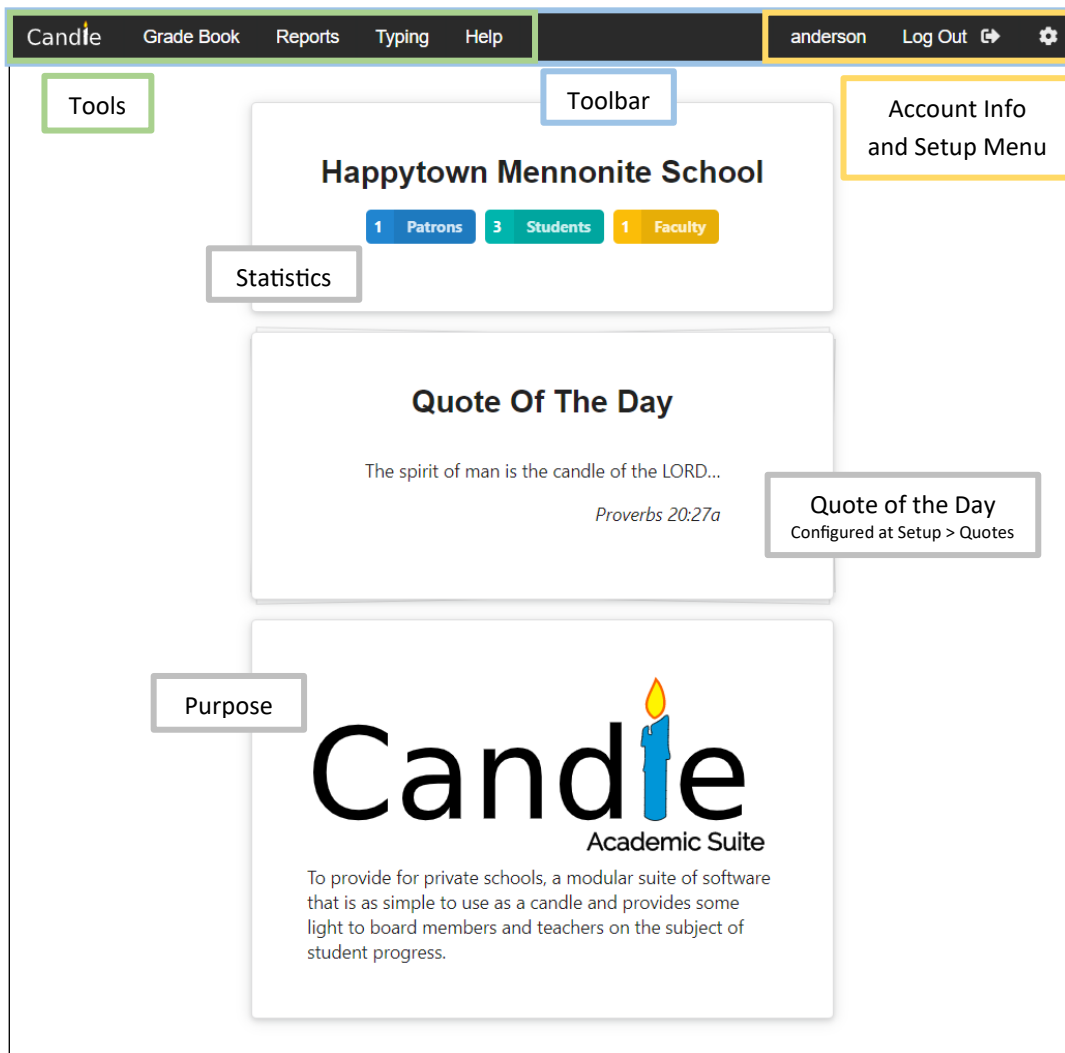 Candle Grade Book Reports Typing Help anderson Log Out
Tools
Toolbar
Account Info
and Setup Menu
Happytown Mennonite School
1 Patrons 3 Students 1 Faculty
Statistics
Quote Of The Day
The spirit of man is the candle of the LORD...
Proverbs 20:27a
Quote of the Day
Configured at Setup > Quotes
Purpose
Candle
Academic Suite
To provide for private schools, a modular suite of software
that is as simple to use as a candle and provides some
light to board members and teachers on the subject of
student progress.